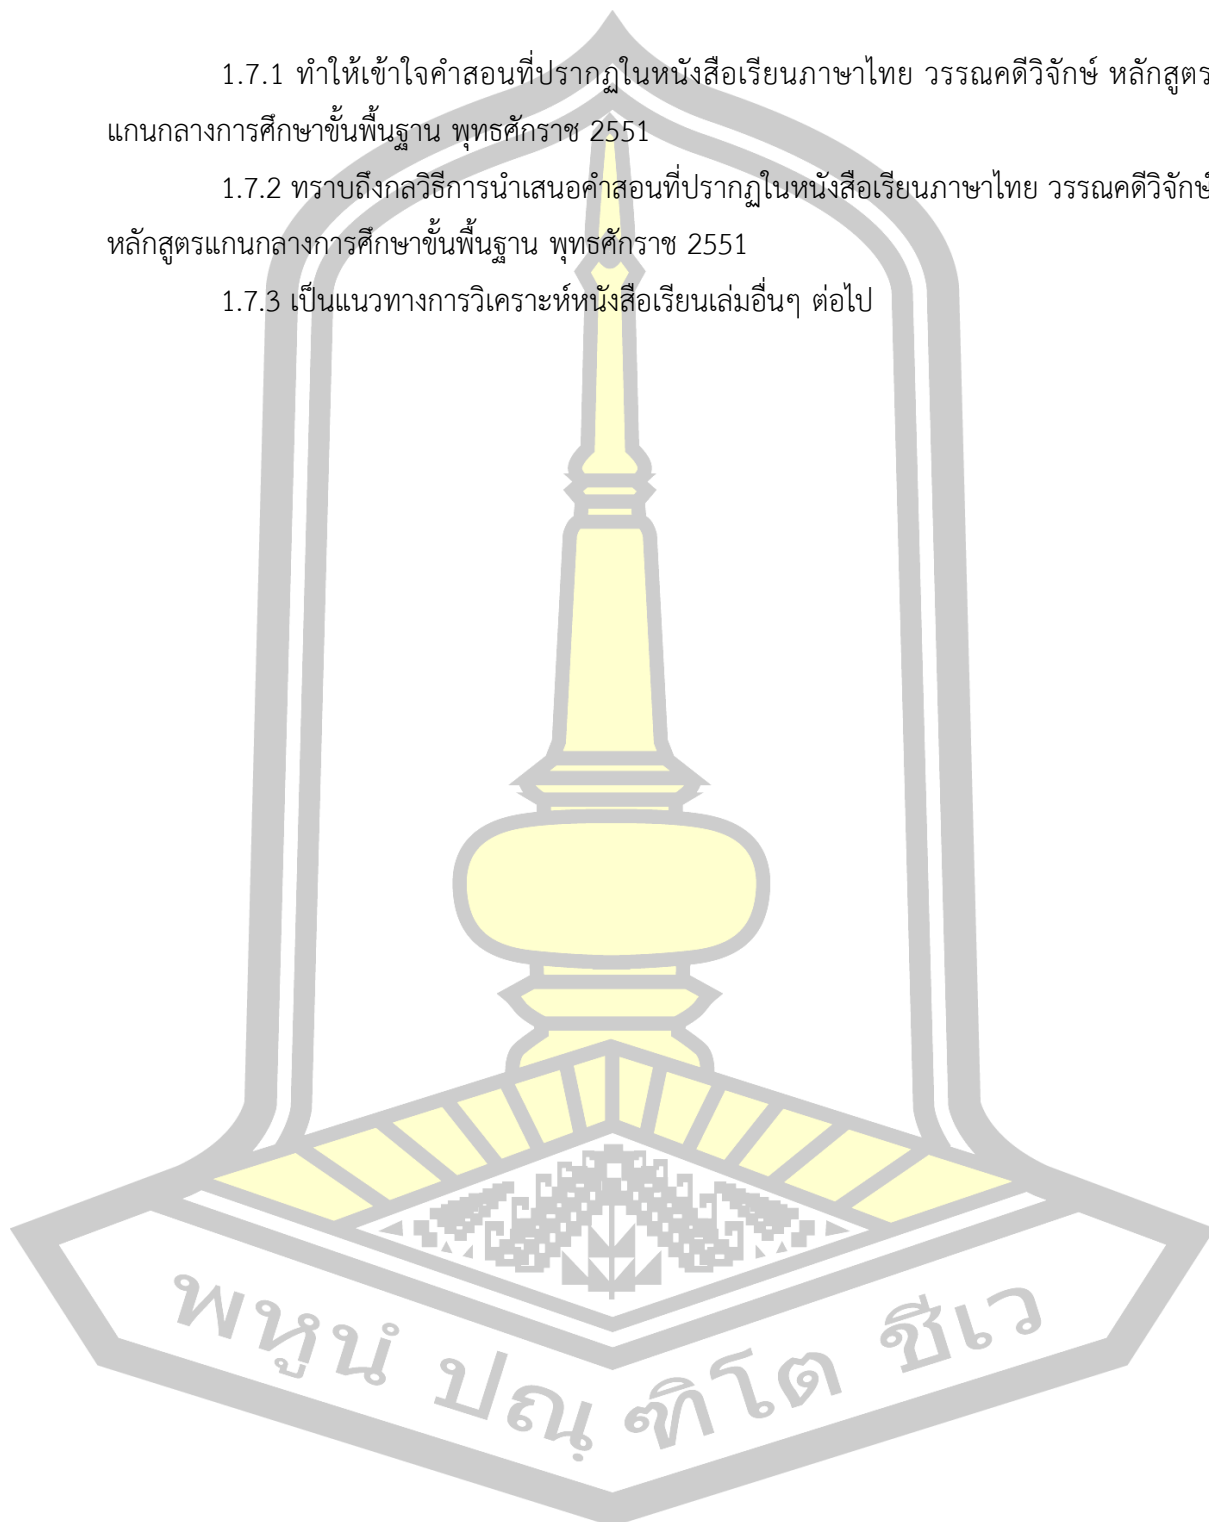 1.7.1 ทำให้เข้าใจคำสอนที่ปรากฏในหนังสือเรียนภาษาไทย วรรณคดีวิจักษ์ หลักสูตร
แกนกลางการศึกษาขั้นพื้นฐาน พุทธศักราช 2551
1.7.2 ทราบถึงกลวิธีการนำเสนอคำสอนที่ปรากฏในหนังสือเรียนภาษาไทย วรรณคดีวิจักษ์
หลักสูตรแกนกลางการศึกษาขั้นพื้นฐาน พุทธศักราช 2551
1.7.3 เป็นแนวทางการวิเคราะห์หนังสือเรียนเล่มอื่นๆ ต่อไป
พหูนํ ปณฺฑิโต ชีเว